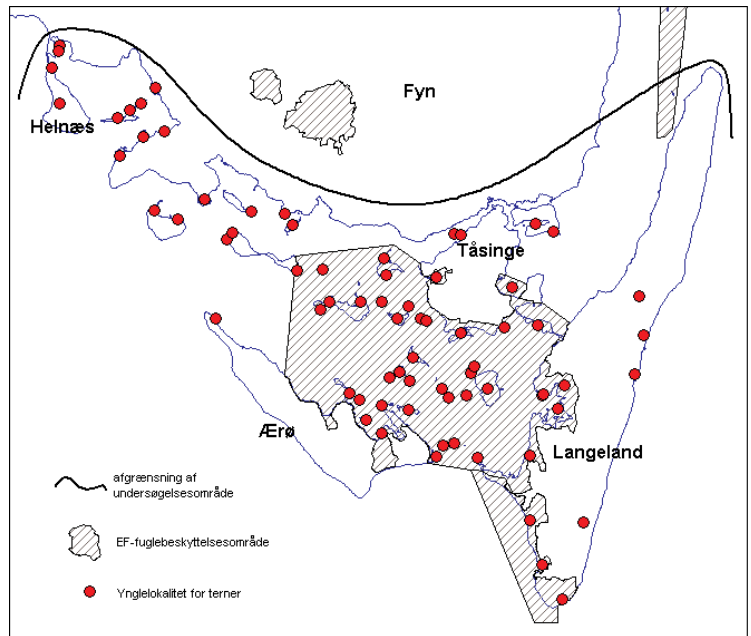 Fyn
Helnæs
Tåsinge
Ærø
Langeland
afgrænsning af
undersøgelsesområde
EF-fuglebeskyttelsesområde
Ynglelokalitet for terner